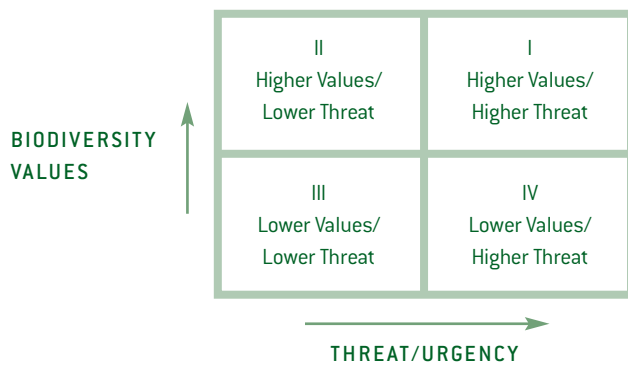 II
Higher Values/
Lower Threat
I
Higher Values/
Higher Threat
BIODIVERSITY
VALUES
III
Lower Values/
Lower Threat
IV
Lower Values/
Higher Threat
THREAT/URGENCY